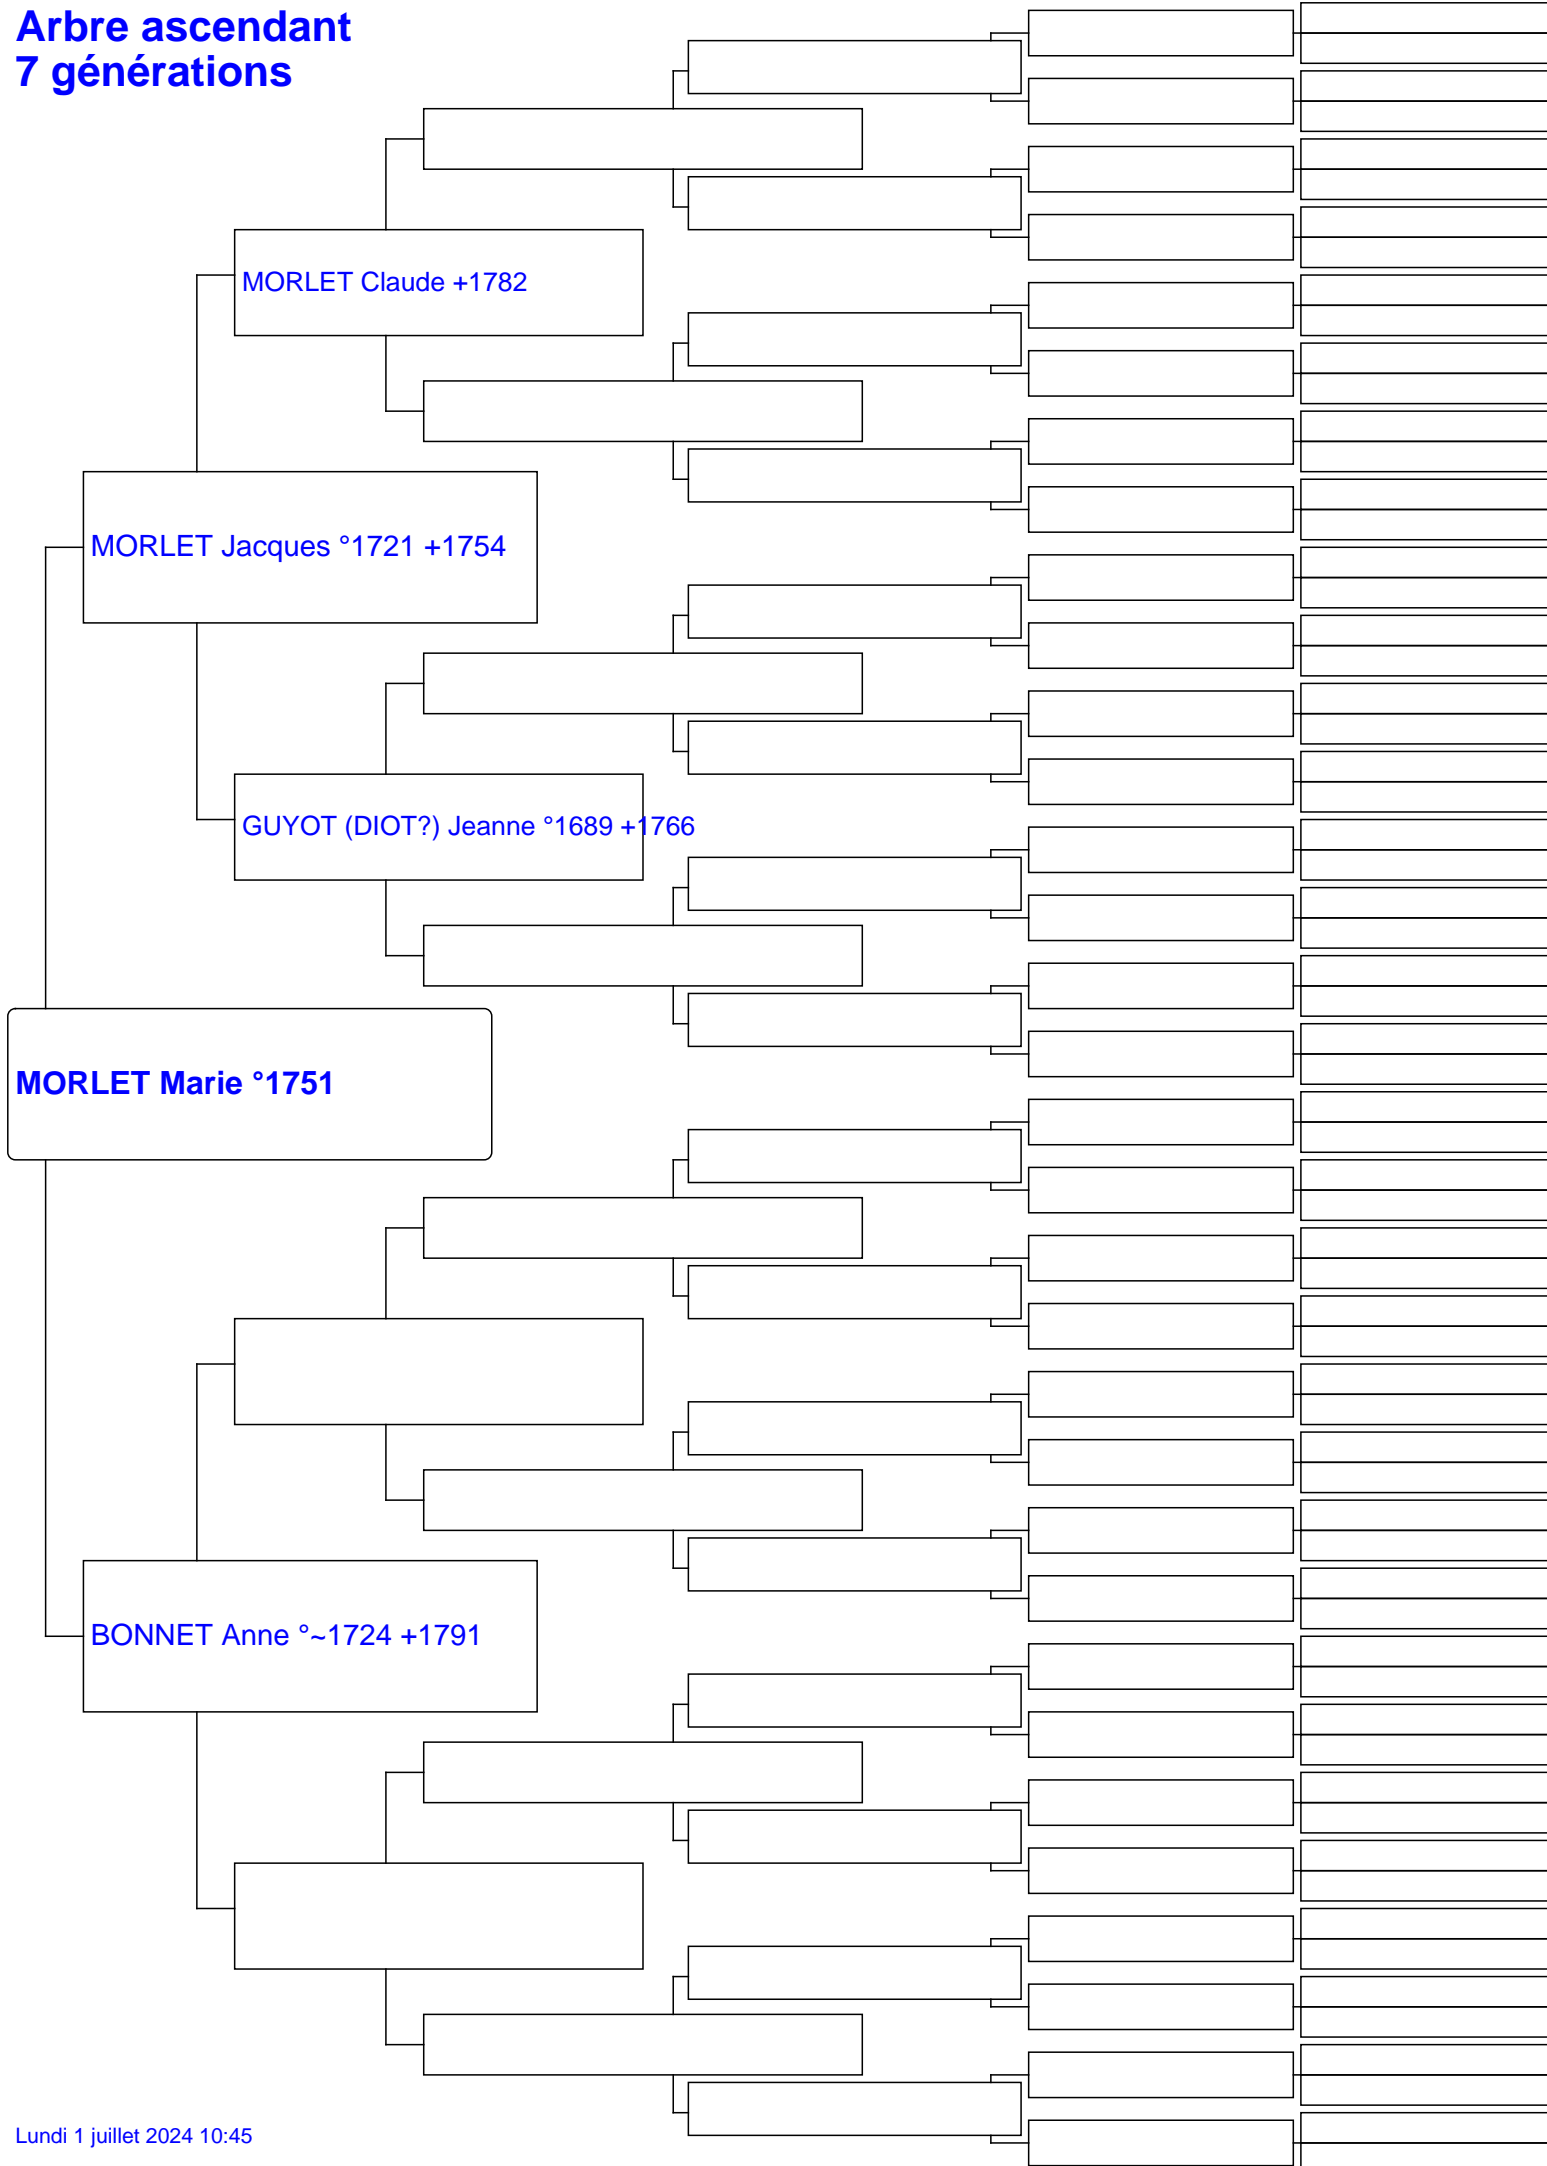 Arbre ascendant
7 générations
MORLET Claude +1782
MORLET Jacques °1721 +1754
GUYOT (DIOT?) Jeanne °1689 +1766
MORLET Marie °1751
BONNET Anne °~1724 +1791
Lundi 1 juillet 2024 10:45